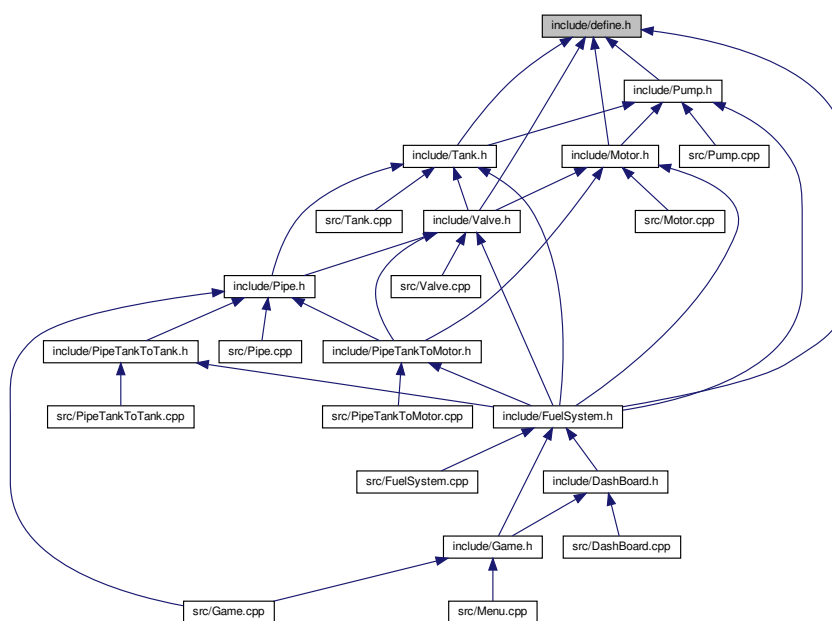 include/define.h
include/Pump.h
include/Tank.h
include/Motor.h
src/Pump.cpp
src/Tank.cpp
include/Valve.h
src/Motor.cpp
include/Pipe.h
src/Valve.cpp
include/PipeTankToTank.h
src/Pipe.cpp
include/PipeTankToMotor.h
src/PipeTankToTank.cpp
src/PipeTankToMotor.cpp
include/FuelSystem.h
src/FuelSystem.cpp
include/DashBoard.h
include/Game.h
src/DashBoard.cpp
src/Game.cpp
src/Menu.cpp